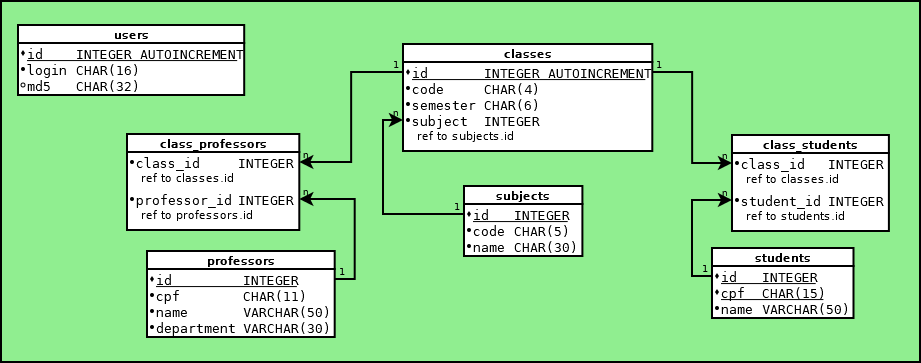 users
id INTEGER AUTOINCREMENT
login CHAR(16)
md5 CHAR(32)
classes
1 id INTEGER AUTOINCREMENT 1
code CHAR(4)
semester CHAR(6)
n subject INTEGER
ref to subjects.id
class_professors
class_id INTEGER n
ref to classes.id
professor_id INTEGER n
ref to professors.id
class_students
n class_id INTEGER
ref to classes.id
n student_id INTEGER
ref to students.id
subjects
1 id INTEGER
code CHAR(5)
name CHAR(30)
professors
id INTEGER 1
cpf CHAR(11)
name VARCHAR(50)
department VARCHAR(30)
students
1 id INTEGER
cpf CHAR(15)
name VARCHAR(50)